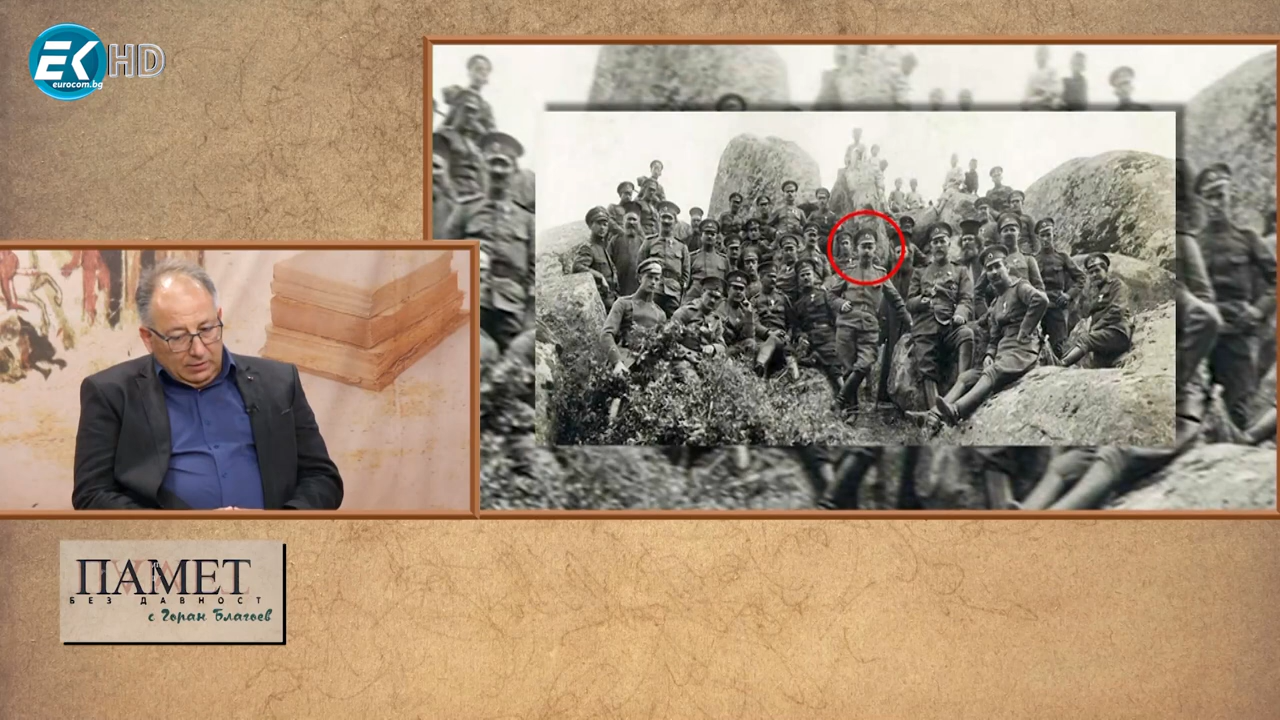 EK HD
eurocom.bg
ПАМЕТ
БЕЗ ДАВНОСТ
с Горан Благоев